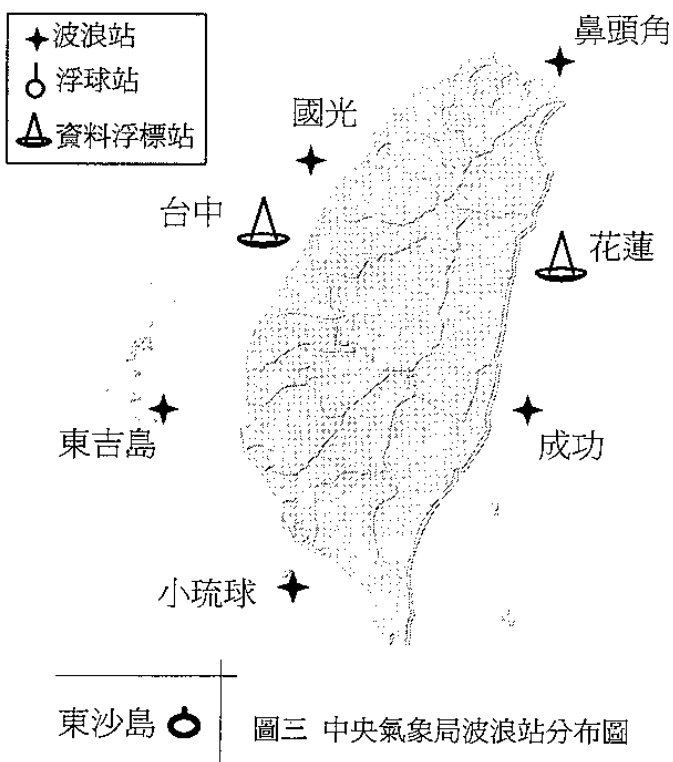 波浪站
浮球站
資料浮標站
鼻頭角
國光
台中
花蓮
東吉島
成功
小琉球
東沙島
圖三 中央氣象局波浪站分布圖